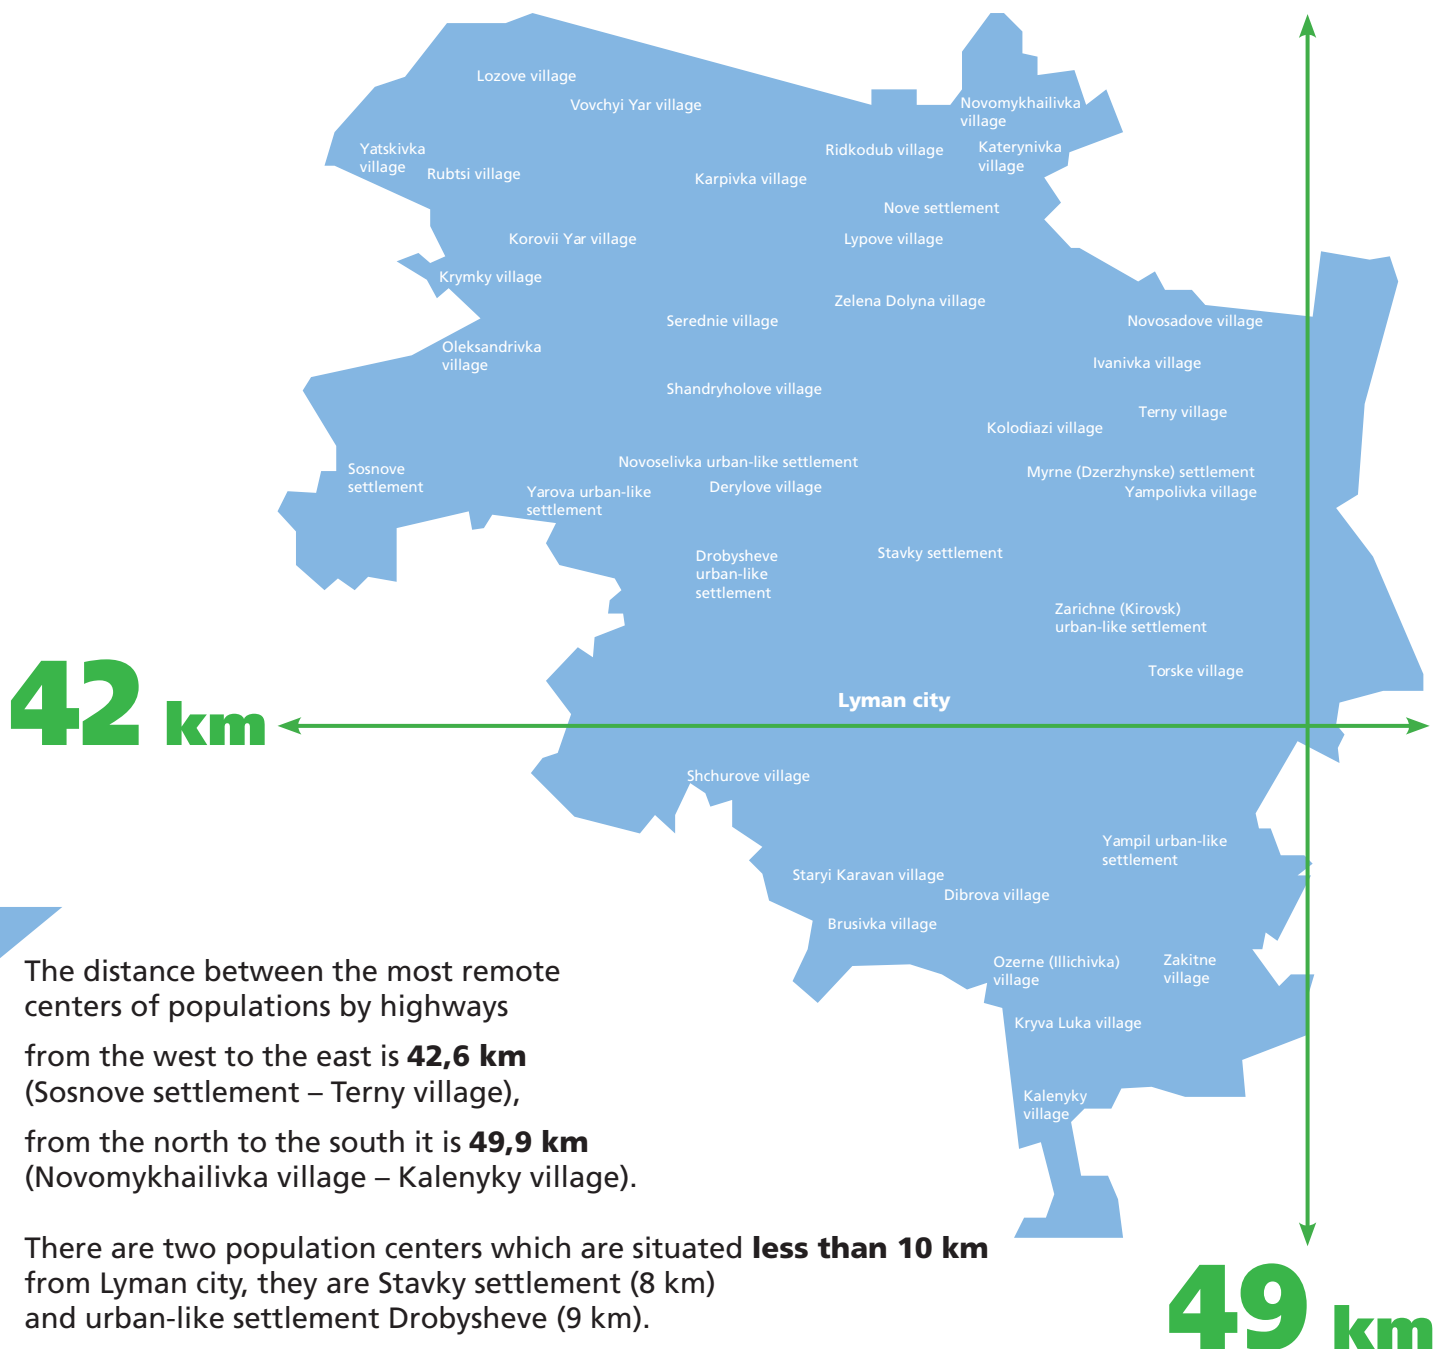 Lozove village
Vovchyi Yar village
Novomykhailivka
village
Yatskivka
village
Rubtsi village
Ridkodub village
Katerynivka
village
Karpivka village
Nove settlement
Korovii Yar village
Lypove village
Krymky village
Zelena Dolyna village
Serednie village
Novosadove village
Oleksandrivka
village
Ivanivka village
Shandryholove village
Terny village
Kolodiazi village
Sosnove
settlement
Novoselivka urban-like settlement
Myrne (Dzerzhynske) settlement
Yarova urban-like
settlement
Derylove village
Yampolivka village
Drobysheve
urban-like
settlement
Stavky settlement
Zarichne (Kirovsk)
urban-like settlement
Torske village
Lyman city
42 km
Shchurove village
Yampil urban-like
settlement
Staryi Karavan village
Dibrova village
Brusivka village
Ozerne (Illichivka)
village
Zakitne
village
Kryva Luka village
Kalenyky
village
The distance between the most remote
centers of populations by highways
from the west to the east is 42,6 km
(Sosnove settlement – Terny village),
from the north to the south it is 49,9 km
(Novomykhailivka village – Kalenyky village).
There are two population centers which are situated less than 10 km
from Lyman city, they are Stavky settlement (8 km)
and urban-like settlement Drobysheve (9 km).
49 km